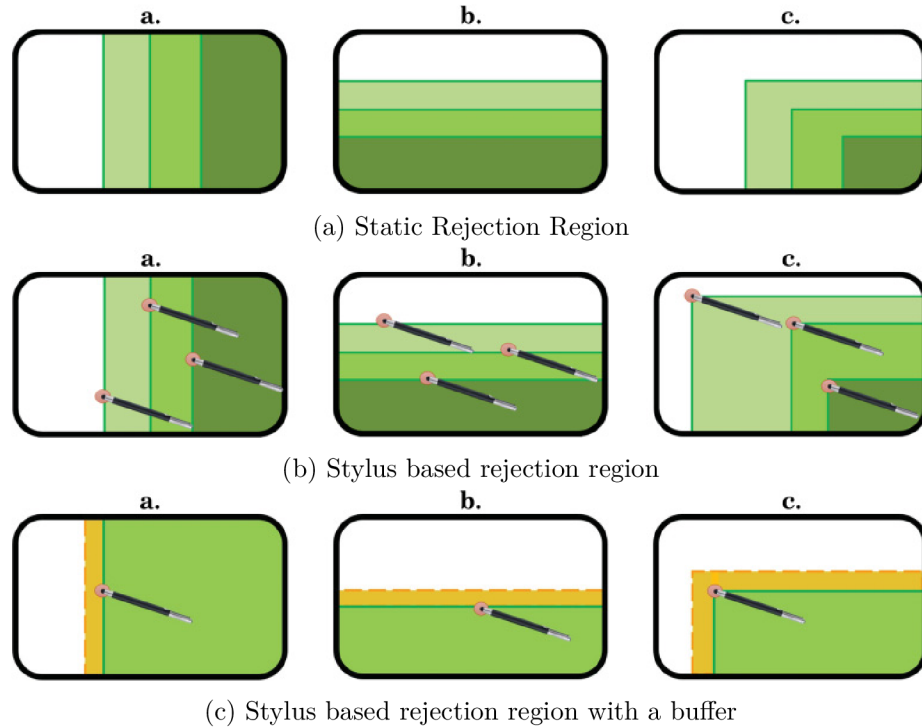 a. b. c.
(a) Static Rejection Region
a. b. c.
(b) Stylus based rejection region
a. b. c.
(c) Stylus based rejection region with a buffer